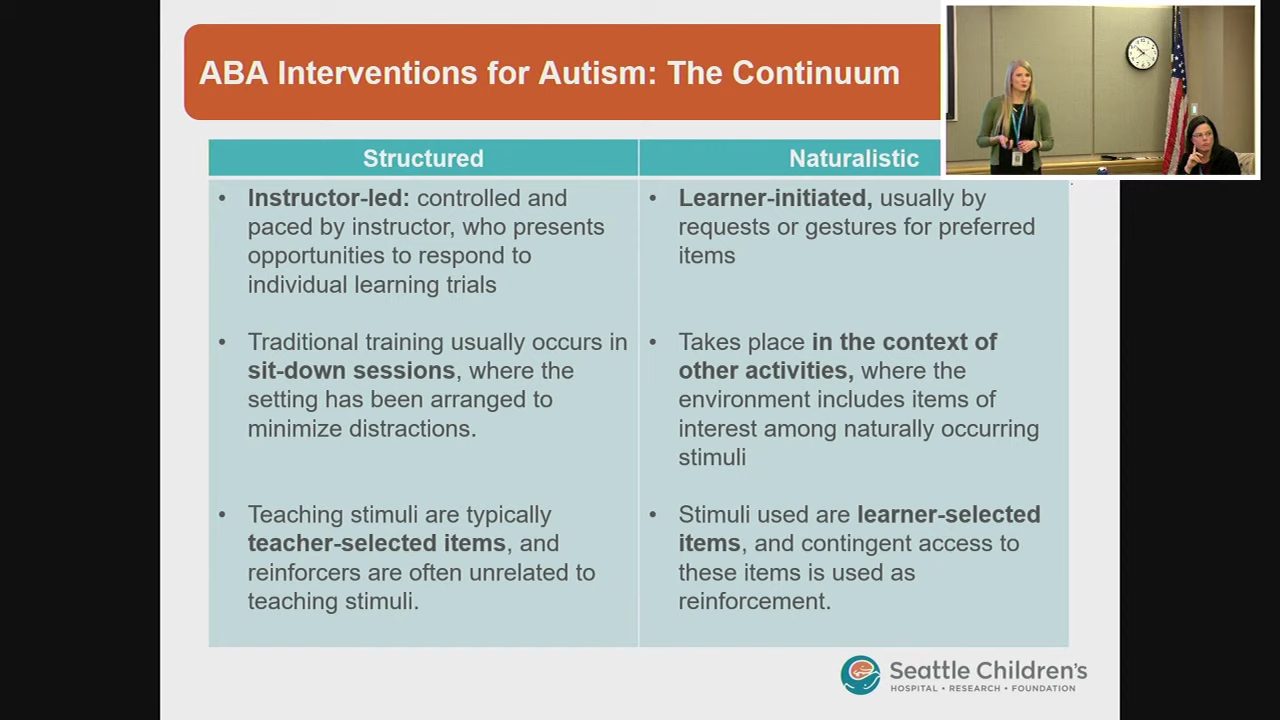 ABA Interventions for Autism: The Continuum
Structured
Naturalistic
• Instructor-led: controlled and
paced by instructor, who presents
opportunities to respond to
individual learning trials
• Learner-initiated, usually by
requests or gestures for preferred
items
• Traditional training usually occurs in
sit-down sessions, where the
setting has been arranged to
minimize distractions.
• Takes place in the context of
other activities, where the
environment includes items of
interest among naturally occurring
stimuli
• Teaching stimuli are typically
teacher-selected items, and
reinforcers are often unrelated to
teaching stimuli.
• Stimuli used are learner-selected
items, and contingent access to
these items is used as
reinforcement.
Seattle Children's
HOSPITAL • RESEARCH • FOUNDATION